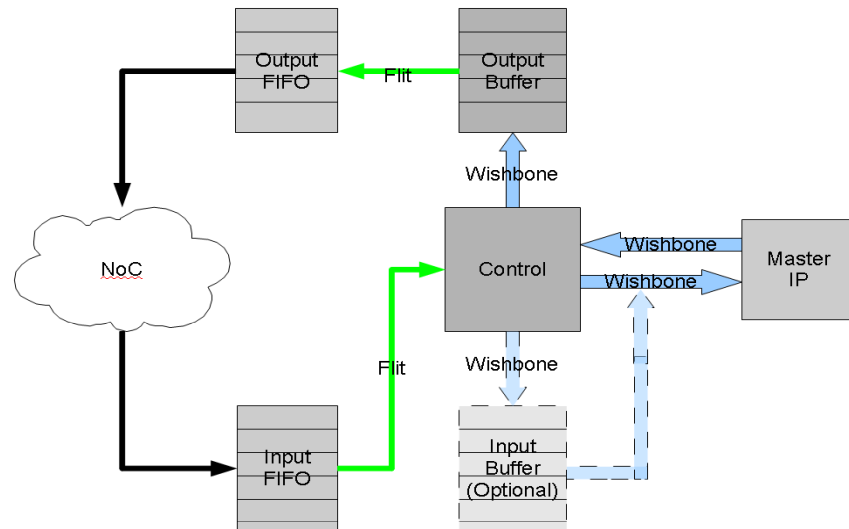 Output
FIFO
Flit
Output
Buffer
Wishbone
NoC
Control
Wishbone
Wishbone
Master
IP
Flit
Wishbone
Input
FIFO
Input
Buffer
(Optional)